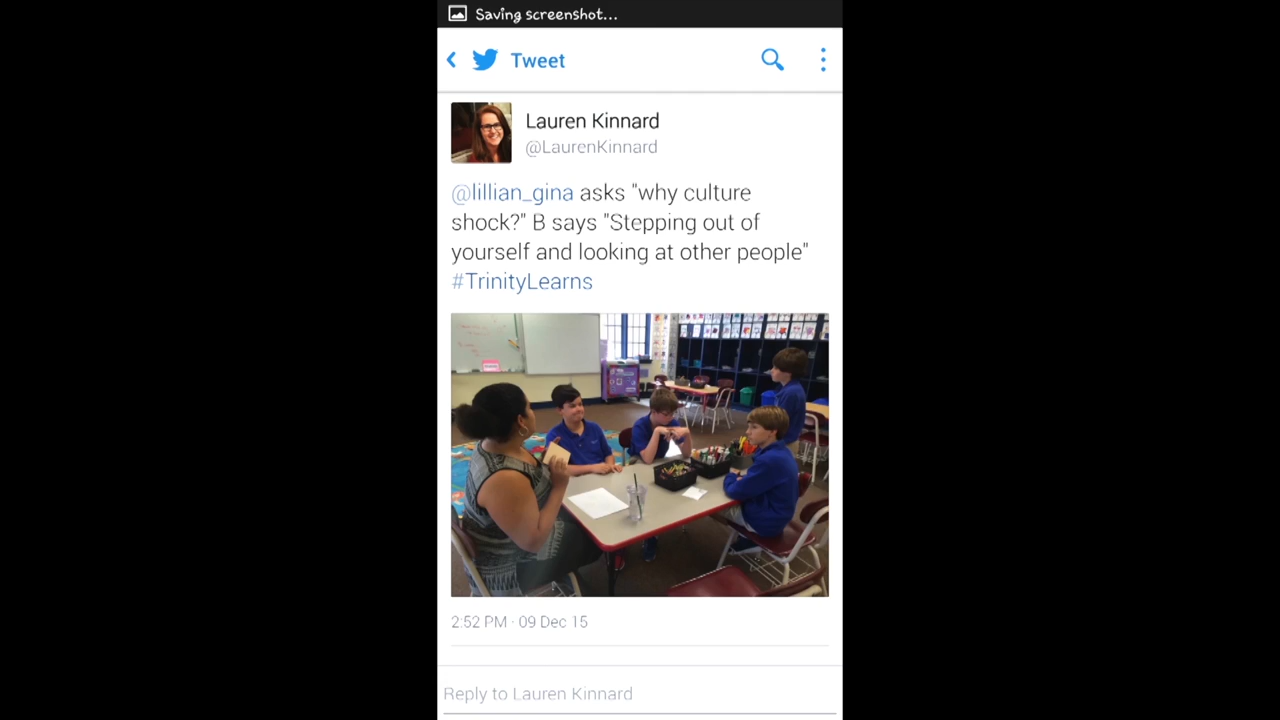 Saving screenshot...
Tweet
Lauren Kinnard
@LaurenKinnard
@lillian_gina asks "why culture
shock?" B says "Stepping out of
yourself and looking at other people"
#TrinityLearns
2:52 PM · 09 Dec 15
Reply to Lauren Kinnard